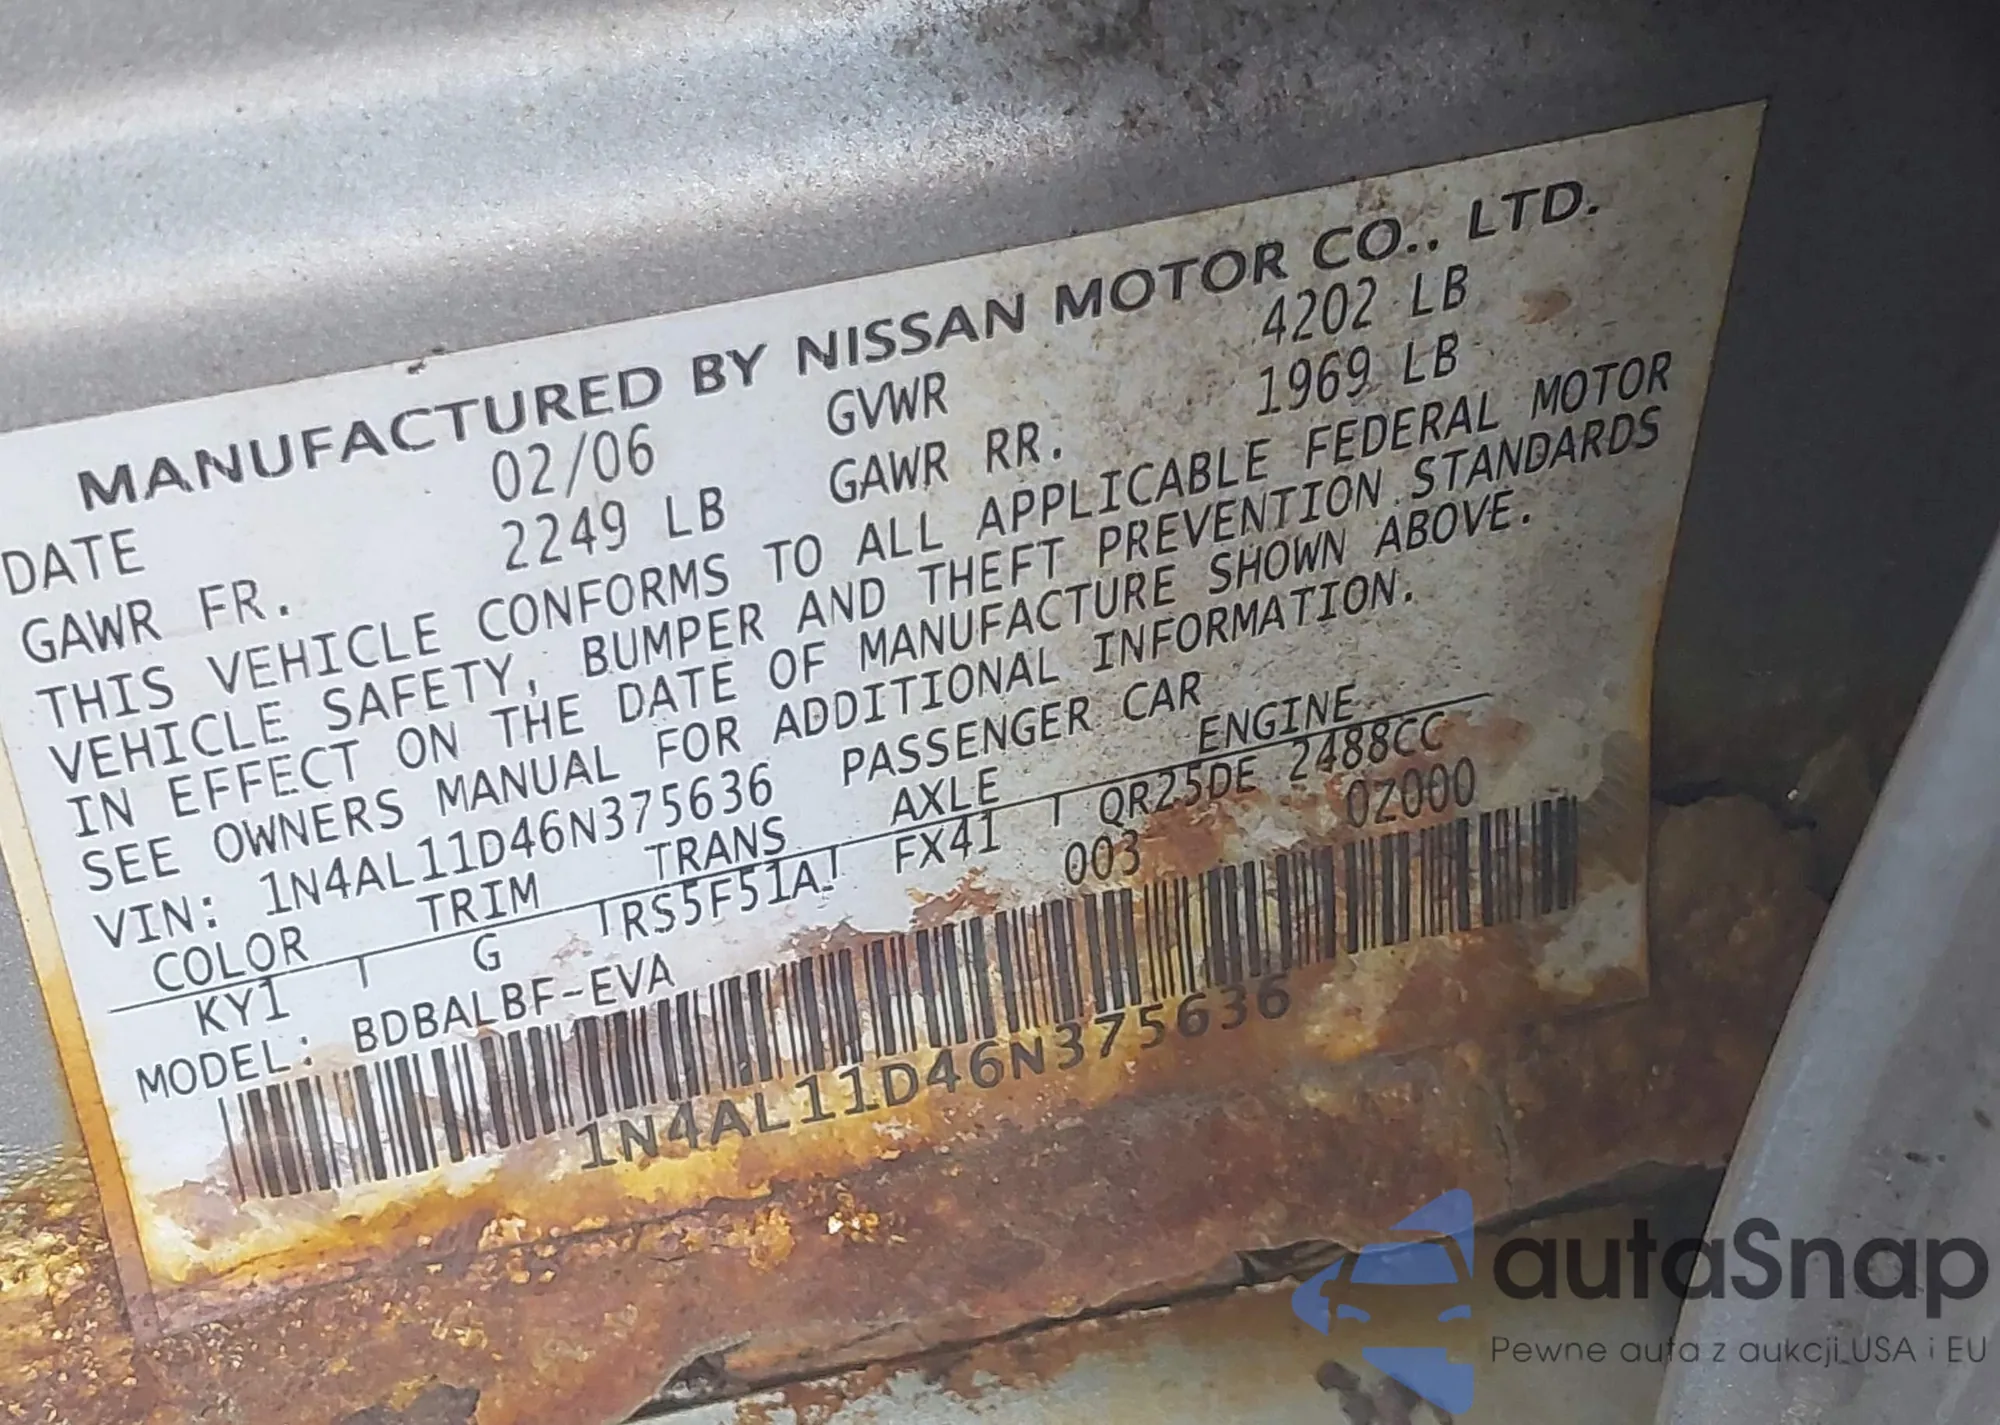 MANUFACTURED BY NISSAN MOTOR CO., LTD.
DATE 02/06 GVWR 4202 LB
GAWR FR. 2249 LB GAWR RR. 1969 LB
THIS VEHICLE CONFORMS TO ALL APPLICABLE FEDERAL MOTOR
VEHICLE SAFETY, BUMPER AND THEFT PREVENTION STANDARDS
IN EFFECT ON THE DATE OF MANUFACTURE SHOWN ABOVE.
SEE OWNERS MANUAL FOR ADDITIONAL INFORMATION.
VIN: 1N4AL11D46N375636 PASSENGER CAR
COLOR TRIM TRANS AXLE ENGINE
KY1 G RS5F51A FX41 QR25DE 2488CC
MODEL: BDBALBF-EVA 003 0Z000
1N4AL11D46N375636
autaSnap
Pewne auta z aukcji USA i EU